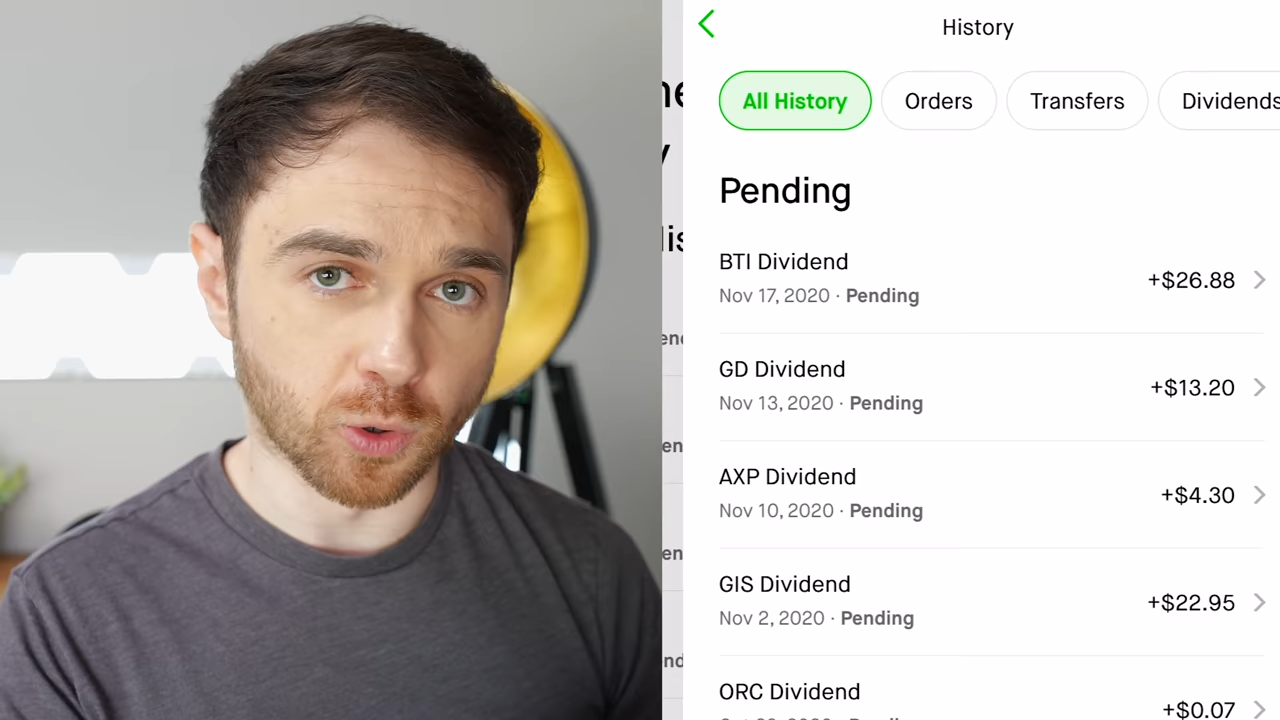 History
All History
Orders
Transfers
Dividends
Pending
BTI Dividend
+$26.88
Nov 17, 2020 · Pending
GD Dividend
+$13.20
Nov 13, 2020 · Pending
AXP Dividend
+$4.30
Nov 10, 2020 · Pending
GIS Dividend
+$22.95
Nov 2, 2020 · Pending
ORC Dividend
+$0.07